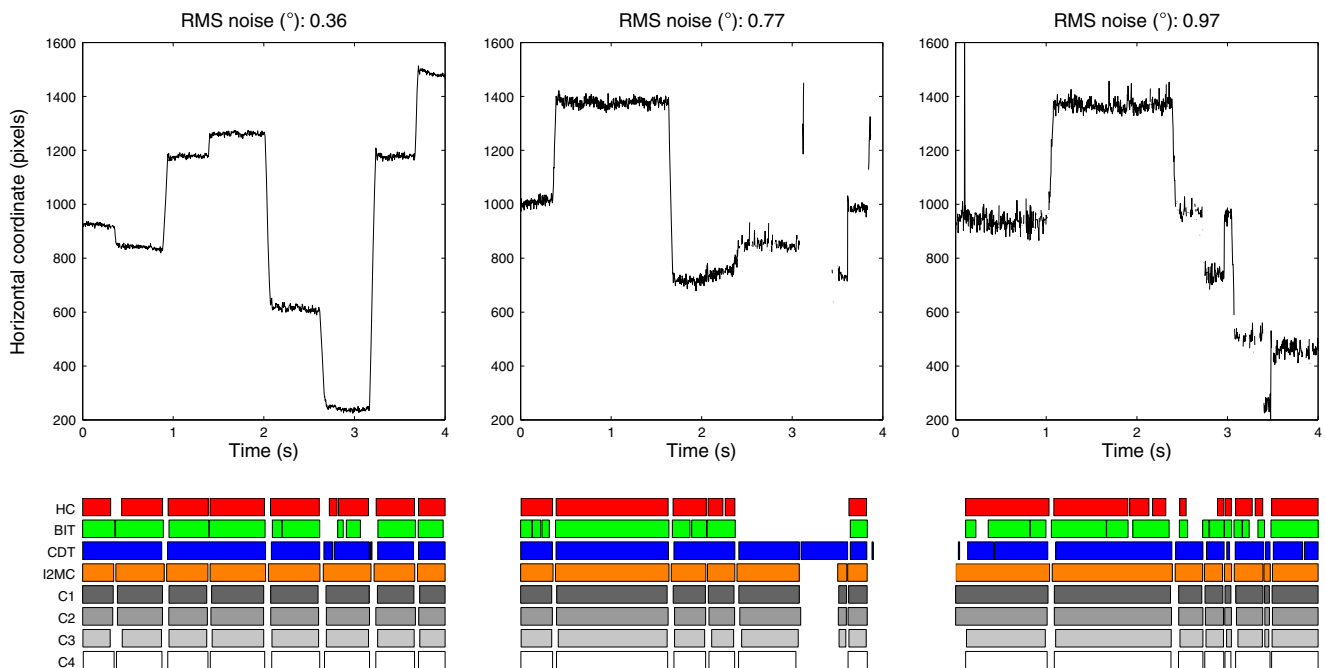 RMS noise (°): 0.36
RMS noise (°): 0.77
RMS noise (°): 0.97
Horizontal coordinate (pixels)
1600
1400
1200
1000
800
600
400
200
0 1 2 3 4
Time (s)
1600
1400
1200
1000
800
600
400
200
0 1 2 3 4
Time (s)
1600
1400
1200
1000
800
600
400
200
0 1 2 3 4
Time (s)
HC
BIT
CDT
I2MC
C1
C2
C3
C4